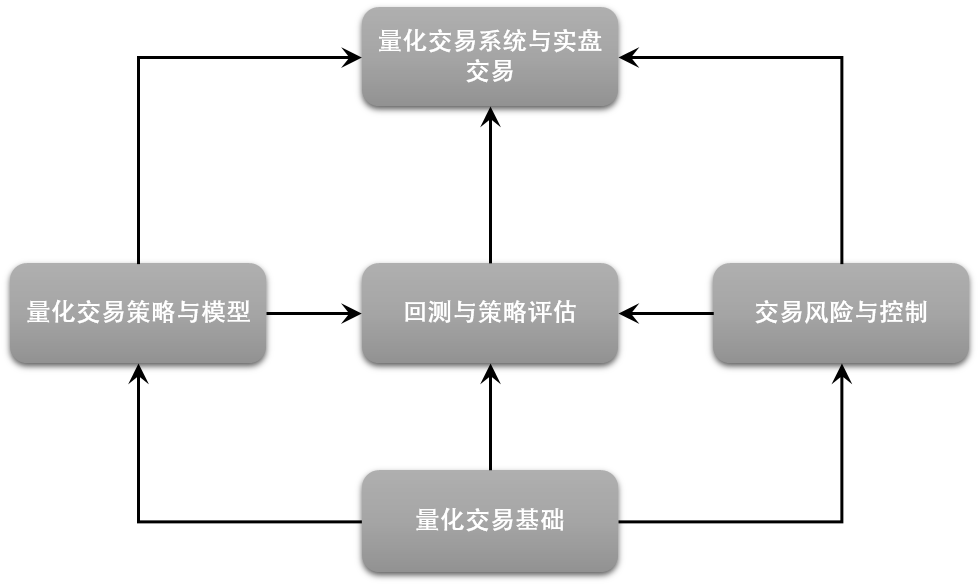 量化交易系统与实盘
交易
量化交易策略与模型
回测与策略评估
交易风险与控制
量化交易基础